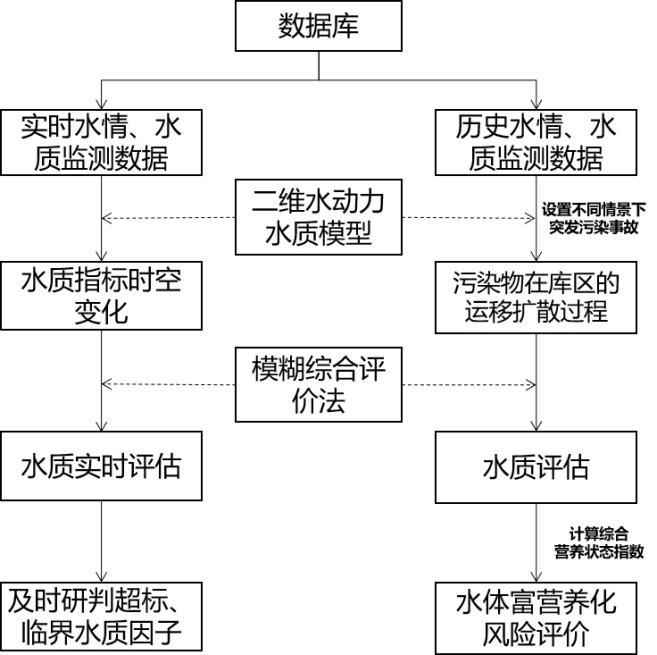 数据库
实时水情、水
质监测数据
历史水情、水
质监测数据
二维水动力
水质模型
设置不同情景下
突发污染事故
水质指标时空
变化
污染物在库区的
运移扩散过程
模糊综合评
价法
水质实时评估
水质评估
计算综合
营养状态指数
及时研判超标、
临界水质因子
水体富营养化
风险评价